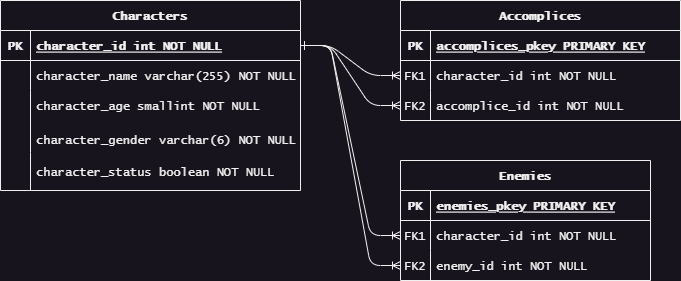 Characters
PK character_id int NOT NULL
character_name varchar(255) NOT NULL
character_age smallint NOT NULL
character_gender varchar(6) NOT NULL
character_status boolean NOT NULL
Accomplices
PK accomplices_pkey PRIMARY KEY
FK1 character_id int NOT NULL
FK2 accomplice_id int NOT NULL
Enemies
PK enemies_pkey PRIMARY KEY
FK1 character_id int NOT NULL
FK2 enemy_id int NOT NULL